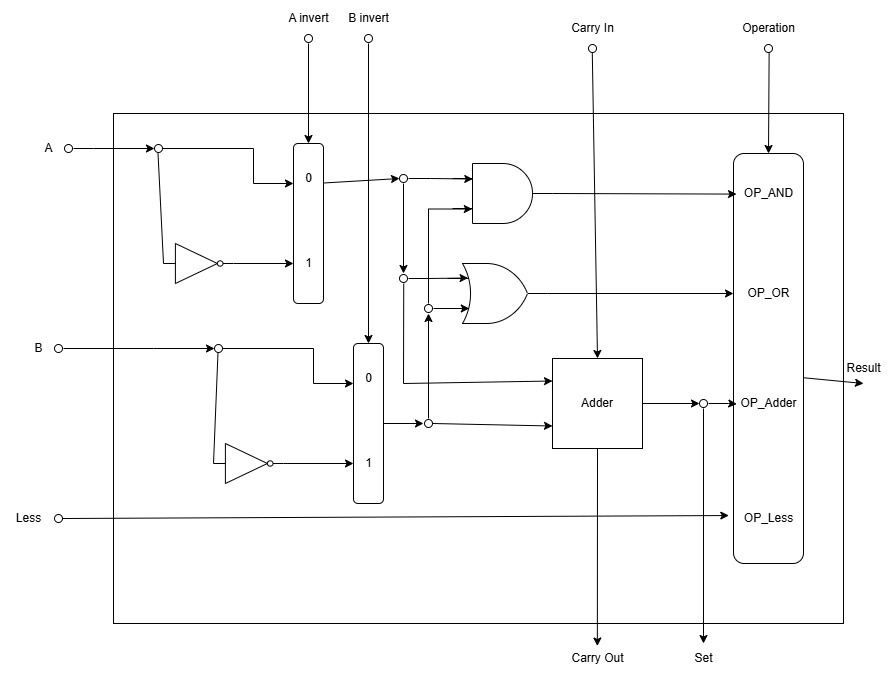 A invert
B invert
Carry In
Operation
A
0
OP_AND
1
OP_OR
B
0
Result
Adder
OP_Adder
1
Less
OP_Less
Carry Out
Set